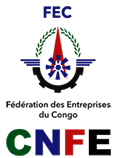 FEC
Fédération des Entreprises
du Congo
CNFE